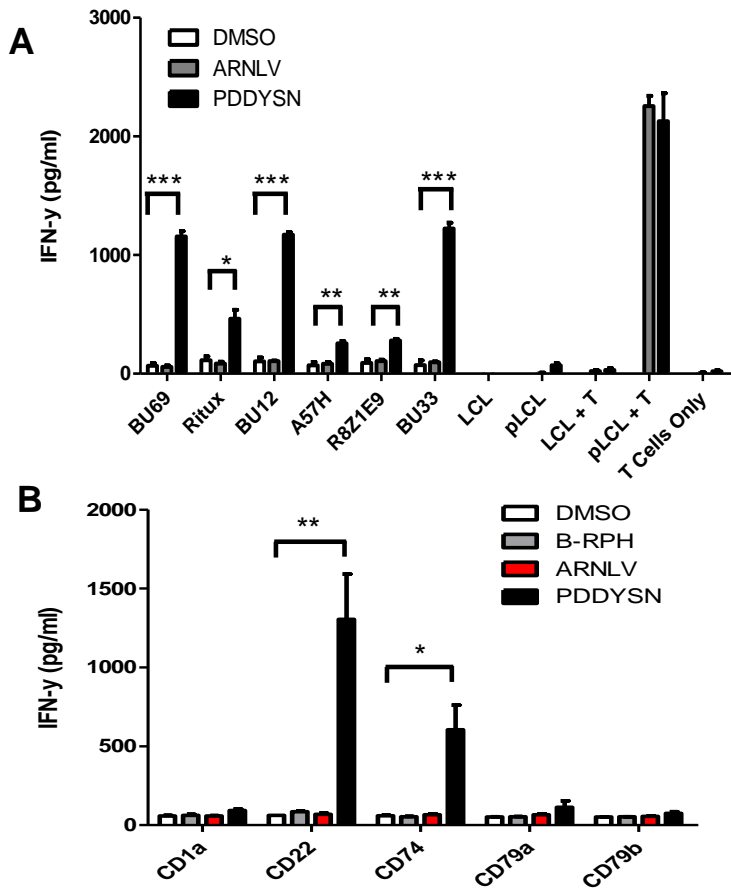 A
3000
2000
1000
0
IFN-y (pg/ml)
DMSO
ARNLV
PDDYSN
***
*
***
**
**
***
BU69
Ritux
BU12
A57H
R8Z1E9
BU33
LCL
pLCL
LCL + T
pLCL + T
T Cells Only
B
2000
1500
1000
500
0
IFN-y (pg/ml)
DMSO
B-RPH
ARNLV
PDDYSN
**
*
CD1a
CD22
CD74
CD79a
CD79b